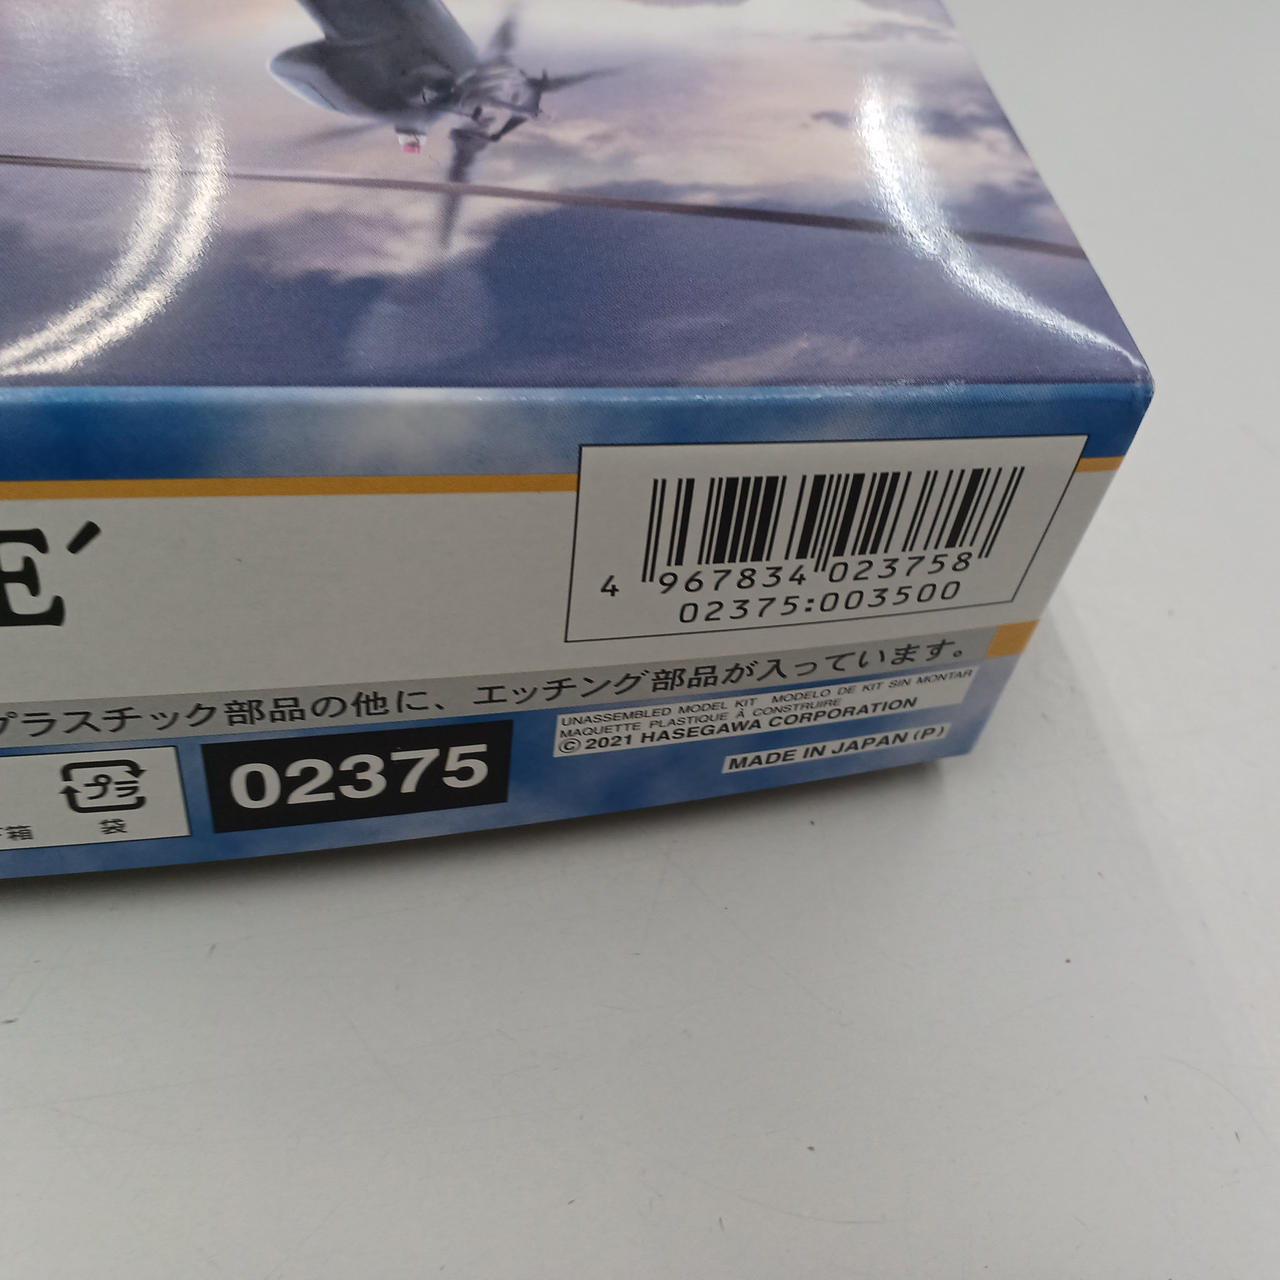 E′
4 967834 023758
02375:003500
プラスチック部品の他に、エッチング部品が入っています。
UNASSEMBLED MODEL KIT MODELO DE KIT SIN MONTAR
MAQUETTE PLASTIQUE À CONSTRUIRE
© 2021 HASEGAWA CORPORATION
MADE IN JAPAN (P)
プラ
箱
袋
02375